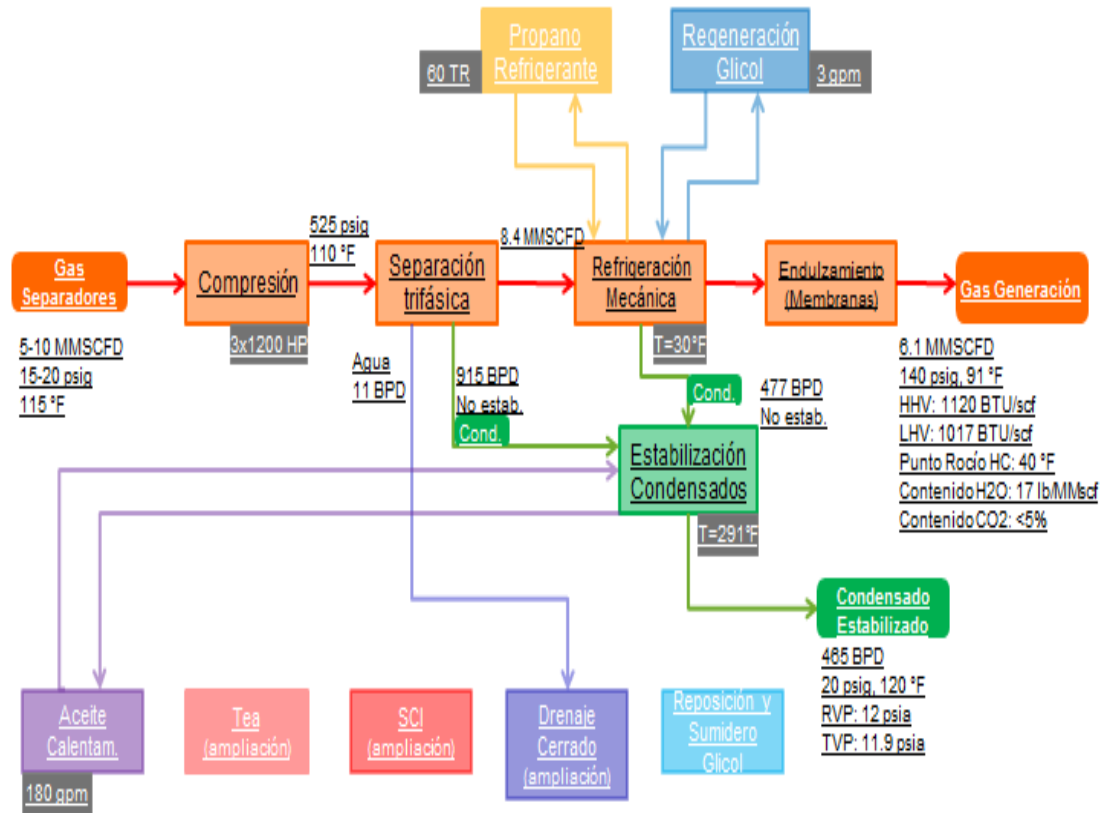 Propano
Refrigerante
60 TR
Regeneración
Glicol
3 gpm
Gas
Separadores
5-10 MMSCFD
15-20 psig
115 °F
Compresión
3x1200 HP
525 psig
110 °F
Separación
trifásica
8.4 MMSCFD
Refrigeración
Mecánica
T=30°F
Endulzamiento
(Membranas)
Gas Generación
6.1 MMSCFD
140 psig, 91 °F
HHV: 1120 BTU/scf
LHV: 1017 BTU/scf
Punto Rocío HC: 40 °F
Contenido H2O: 17 lb/MMscf
Contenido CO2: <5%
Agua
11 BPD
915 BPD
No estab.
Cond.
Cond.
477 BPD
No estab.
Estabilización
Condensados
T=291°F
Condensado
Estabilizado
465 BPD
20 psig, 120 °F
RVP: 12 psia
TVP: 11.9 psia
Aceite
Calentam.
180 gpm
Tea
(ampliación)
SCI
(ampliación)
Drenaje
Cerrado
(ampliación)
Reposición y
Sumidero
Glicol